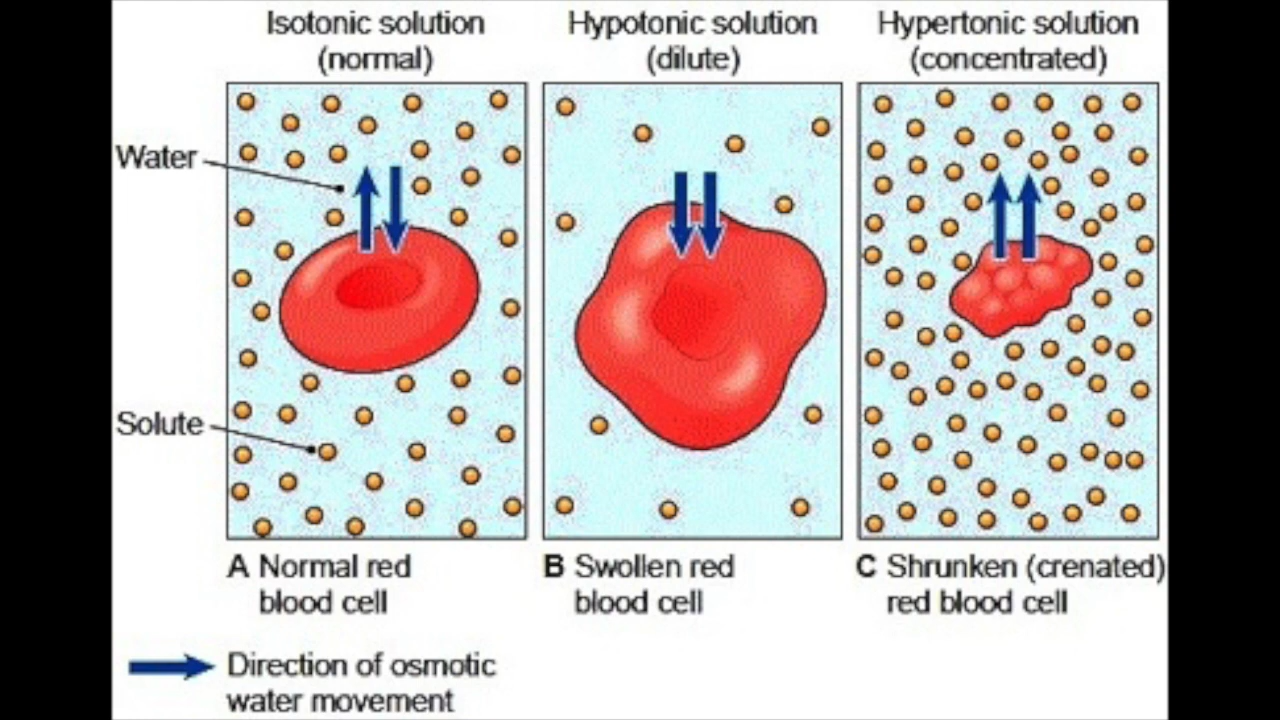 Isotonic solution
(normal)
Hypotonic solution
(dilute)
Hypertonic solution
(concentrated)
Water
Solute
A Normal red
blood cell
B Swollen red
blood cell
C Shrunken (crenated)
red blood cell
Direction of osmotic
water movement